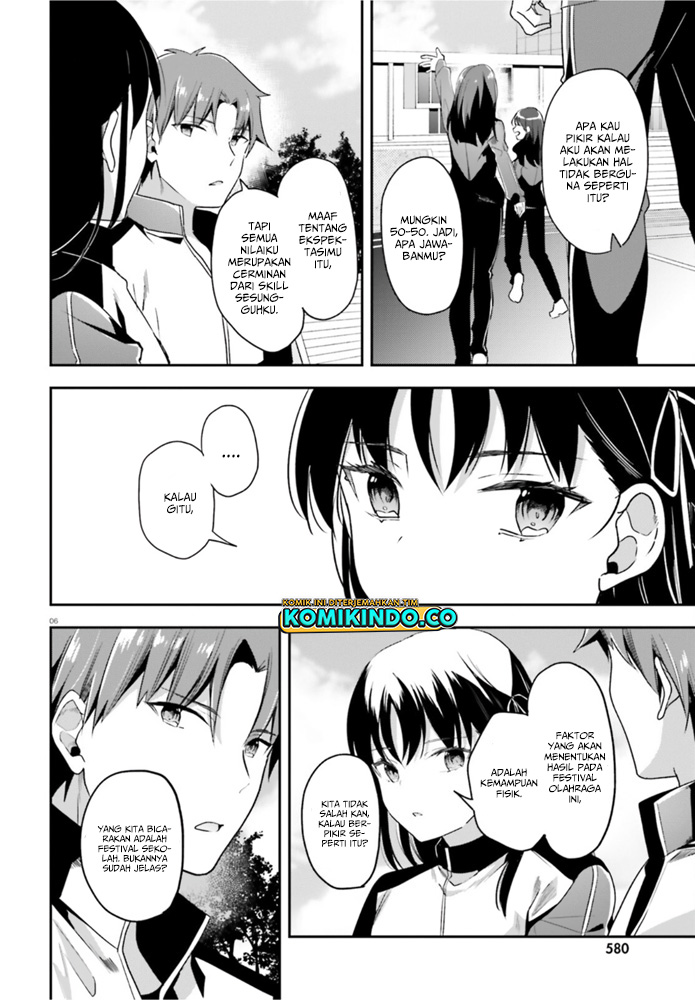 APA KAU
PIKIR KALAU
AKU AKAN ME-
LAKUKAN HAL
TIDAK BERGU-
NA SEPERTI
ITU?
MUNGKIN
50-50. JADI,
APA JAWA-
BANMU?
MAAF
TENTANG
EKSPEK-
TASIMU
ITU,
TAPI
SEMUA
NILAIKU
MERUPAKAN
CERMINAN
DARI SKILL
SESUNG-
GUHKU.
....
KALAU
GITU,
KOMIK INI DITERJEMAHKAN TIM
KOMIKINDO.CO
06
FAKTOR
YANG AKAN
MENENTUKAN
HASIL PADA
FESTIVAL
OLAHRAGA
INI,
ADALAH
KEMAMPUAN
FISIK.
KITA TIDAK
SALAH KAN,
KALAU BER-
PIKIR SE-
PERTI ITU?
YANG KITA BICA-
RAKAN ADALAH
FESTIVAL SEKO-
LAH. BUKANNYA
SUDAH JELAS?
580